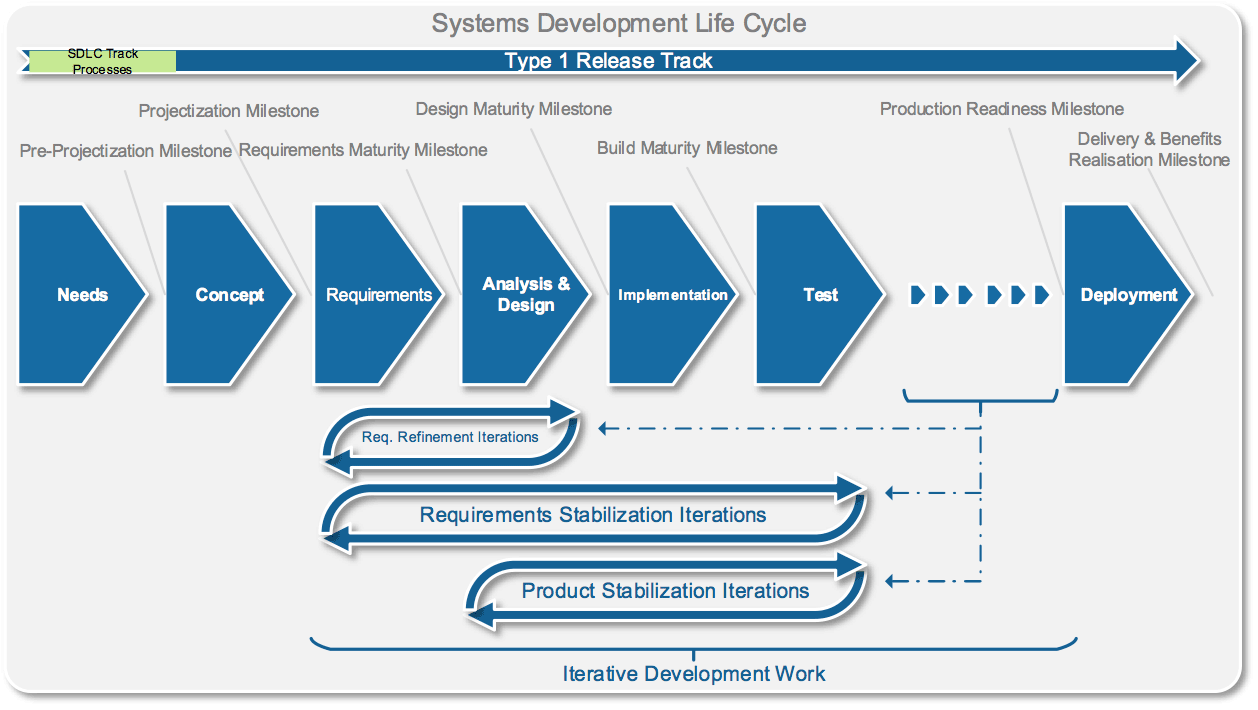 Systems Development Life Cycle
SDLC Track
Processes
Type 1 Release Track
Projectization Milestone
Design Maturity Milestone
Production Readiness Milestone
Pre-Projectization Milestone
Requirements Maturity Milestone
Build Maturity Milestone
Delivery & Benefits
Realisation Milestone
Needs
Concept
Requirements
Analysis &
Design
Implementation
Test
Deployment
Req. Refinement Iterations
Requirements Stabilization Iterations
Product Stabilization Iterations
Iterative Development Work